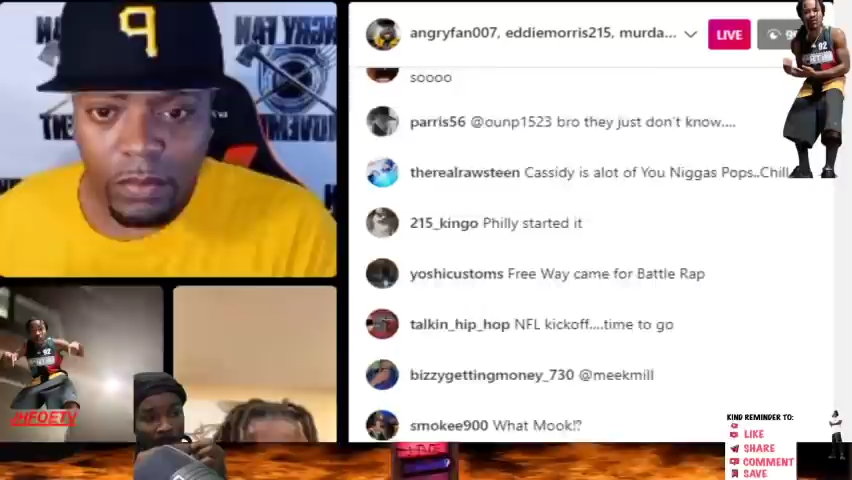 NGRY FAN
angryfan007, eddiemorris215, murda...
LIVE
soooo
parris56 @ounp1523 bro they just don't know....
therealrawsteen Cassidy is alot of You Niggas Pops..Chill
215_kingo Philly started it
yoshicustoms Free Way came for Battle Rap
talkin_hip_hop NFL kickoff....time to go
bizzygettingmoney_730 @meekmill
smokee900 What Mook!?
KIND REMINDER TO:
LIKE
SHARE
COMMENT
SAVE